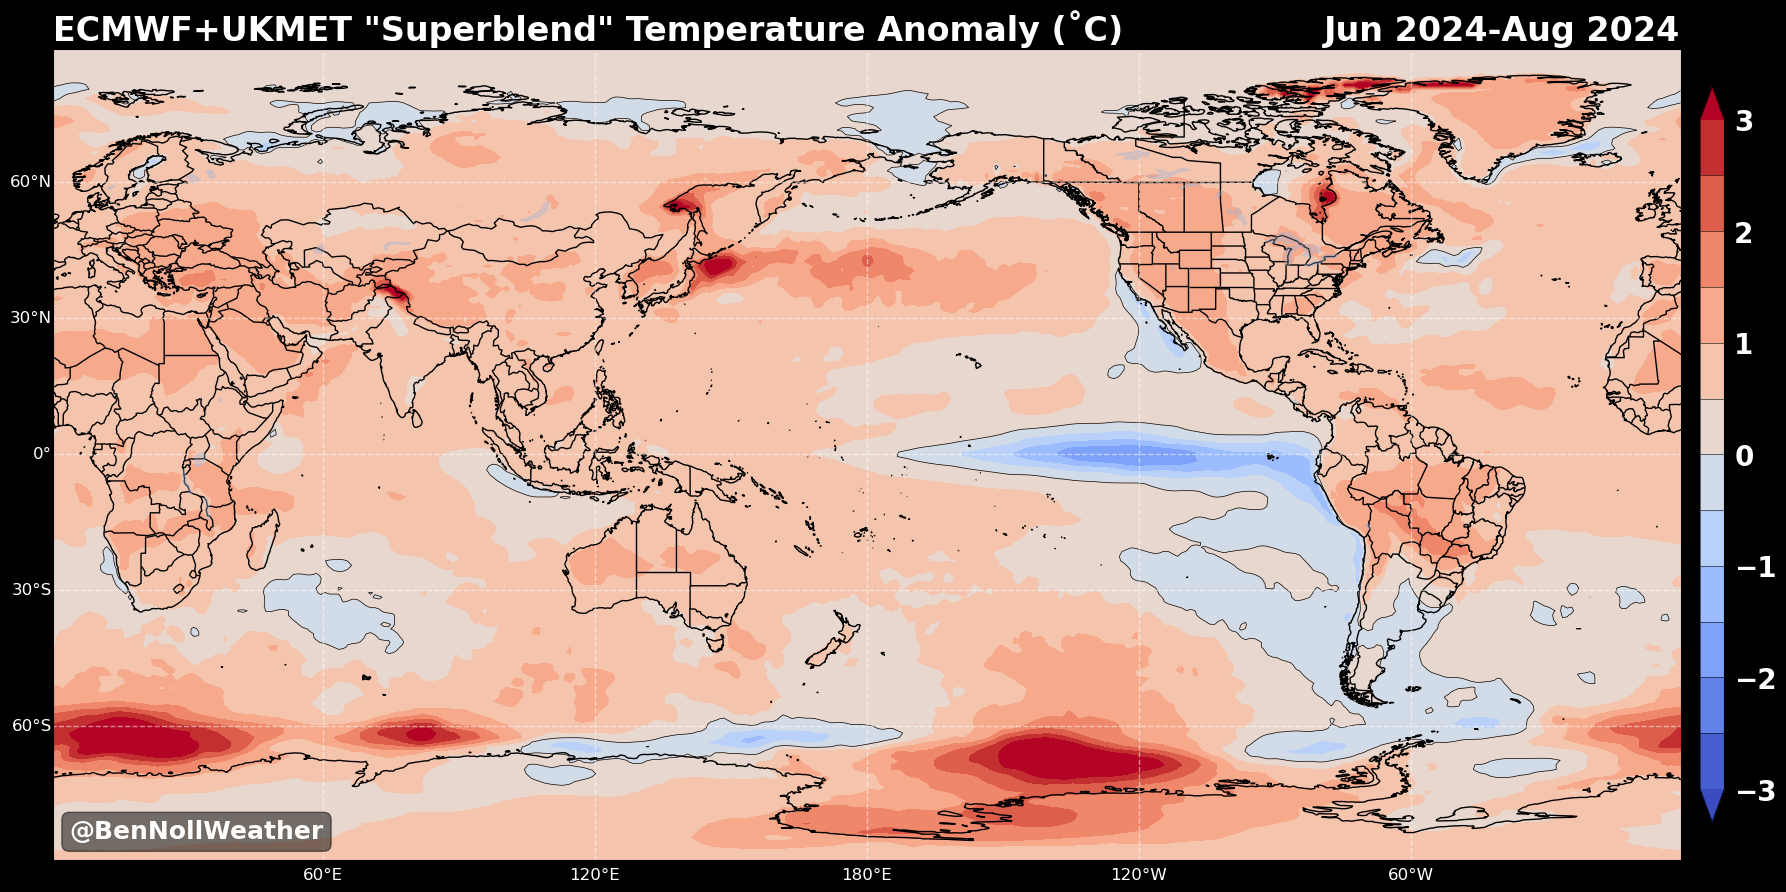 ECMWF+UKMET "Superblend" Temperature Anomaly (˚C) Jun 2024-Aug 2024
60°N
30°N
0°
30°S
60°S
60°E 120°E 180°E 120°W 60°W
3
2
1
0
−1
−2
−3
@BenNollWeather